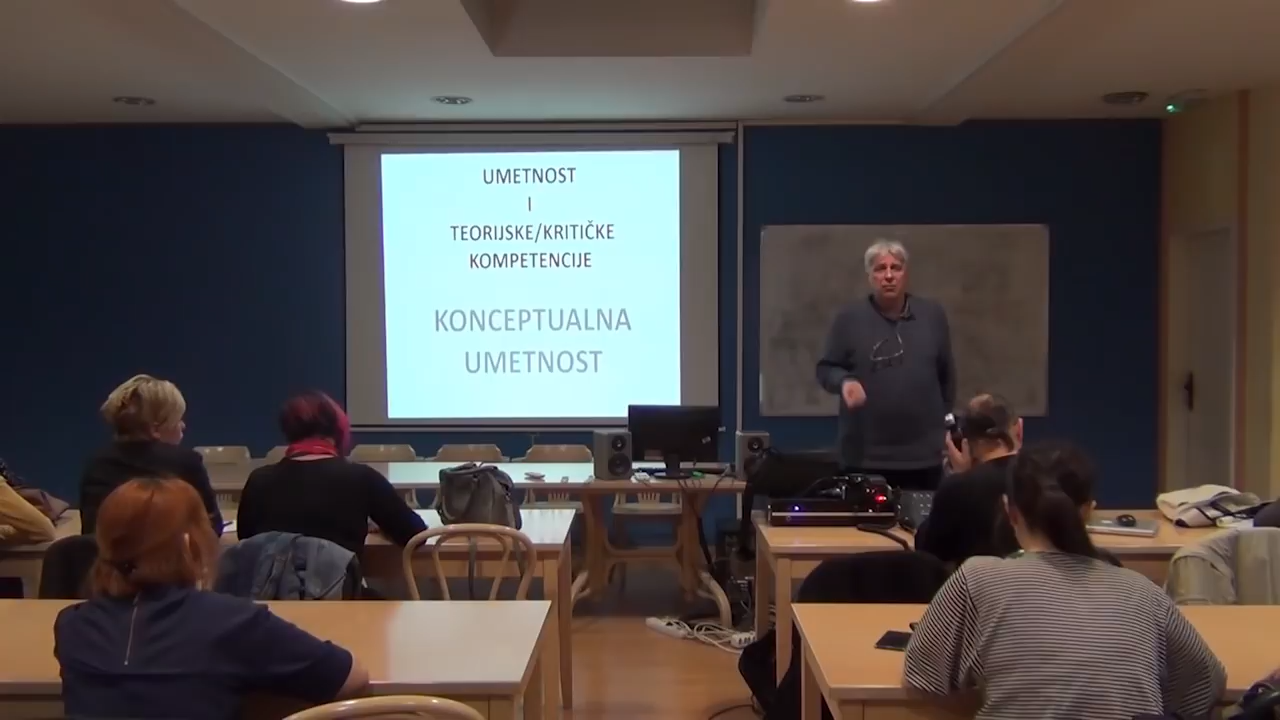 UMETNOST
I
TEORIJSKE/KRITIČKE
KOMPETENCIJE
KONCEPTUALNA
UMETNOST